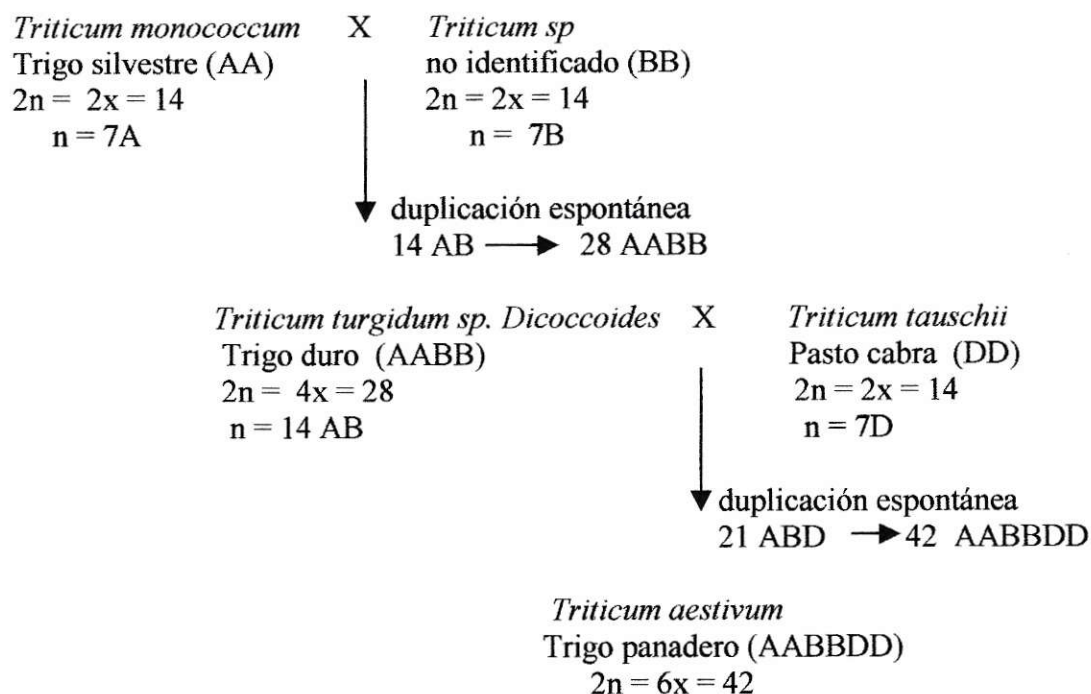 Triticum monococcum X Triticum sp
Trigo silvestre (AA) no identificado (BB)
2n = 2x = 14 2n = 2x = 14
n = 7A n = 7B
duplicación espontánea
14 AB → 28 AABB
Triticum turgidum sp. Dicoccoides X Triticum tauschii
Trigo duro (AABB) Pasto cabra (DD)
2n = 4x = 28 2n = 2x = 14
n = 14 AB n = 7D
duplicación espontánea
21 ABD → 42 AABBDD
Triticum aestivum
Trigo panadero (AABBDD)
2n = 6x = 42